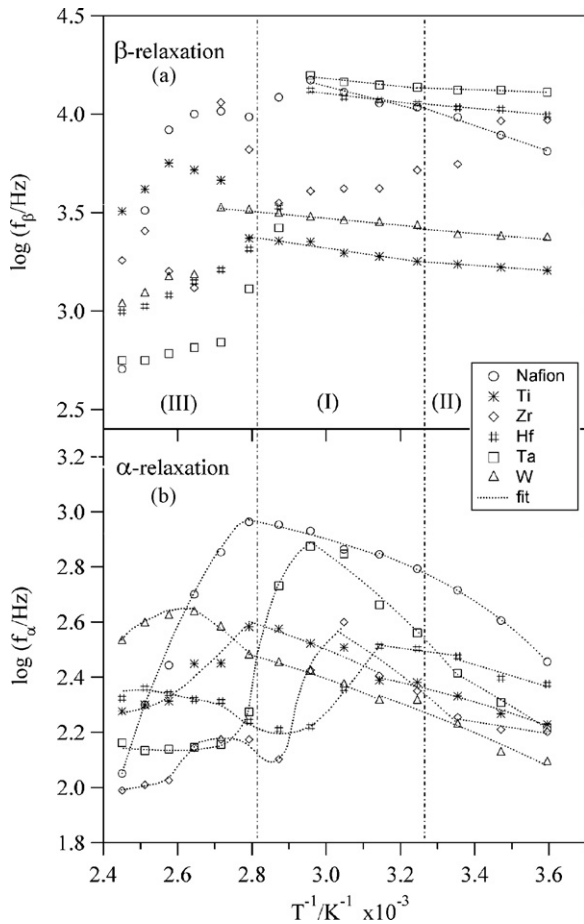 β-relaxation
(a)
4.5
4.0
3.5
3.0
2.5
log (fβ/Hz)
(III)
(I)
(II)
Nafion
Ti
Zr
Hf
Ta
W
fit
α-relaxation
(b)
3.2
3.0
2.8
2.6
2.4
2.2
2.0
1.8
log (fα/Hz)
2.4 2.6 2.8 3.0 3.2 3.4 3.6
T⁻¹/K⁻¹ x10⁻³